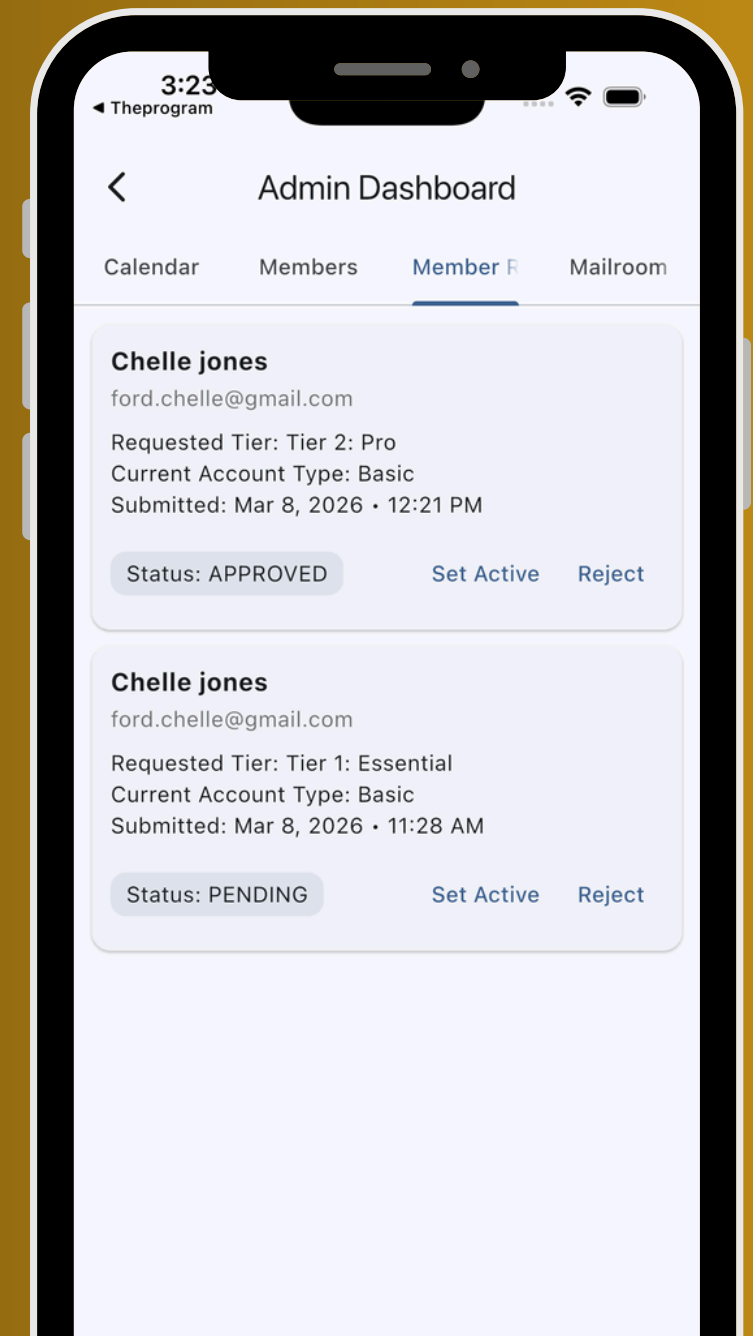 3:23
◀ Theprogram
Admin Dashboard
Calendar Members Member R Mailroom
Chelle jones
ford.chelle@gmail.com
Requested Tier: Tier 2: Pro
Current Account Type: Basic
Submitted: Mar 8, 2026 • 12:21 PM
Status: APPROVED Set Active Reject
Chelle jones
ford.chelle@gmail.com
Requested Tier: Tier 1: Essential
Current Account Type: Basic
Submitted: Mar 8, 2026 • 11:28 AM
Status: PENDING Set Active Reject